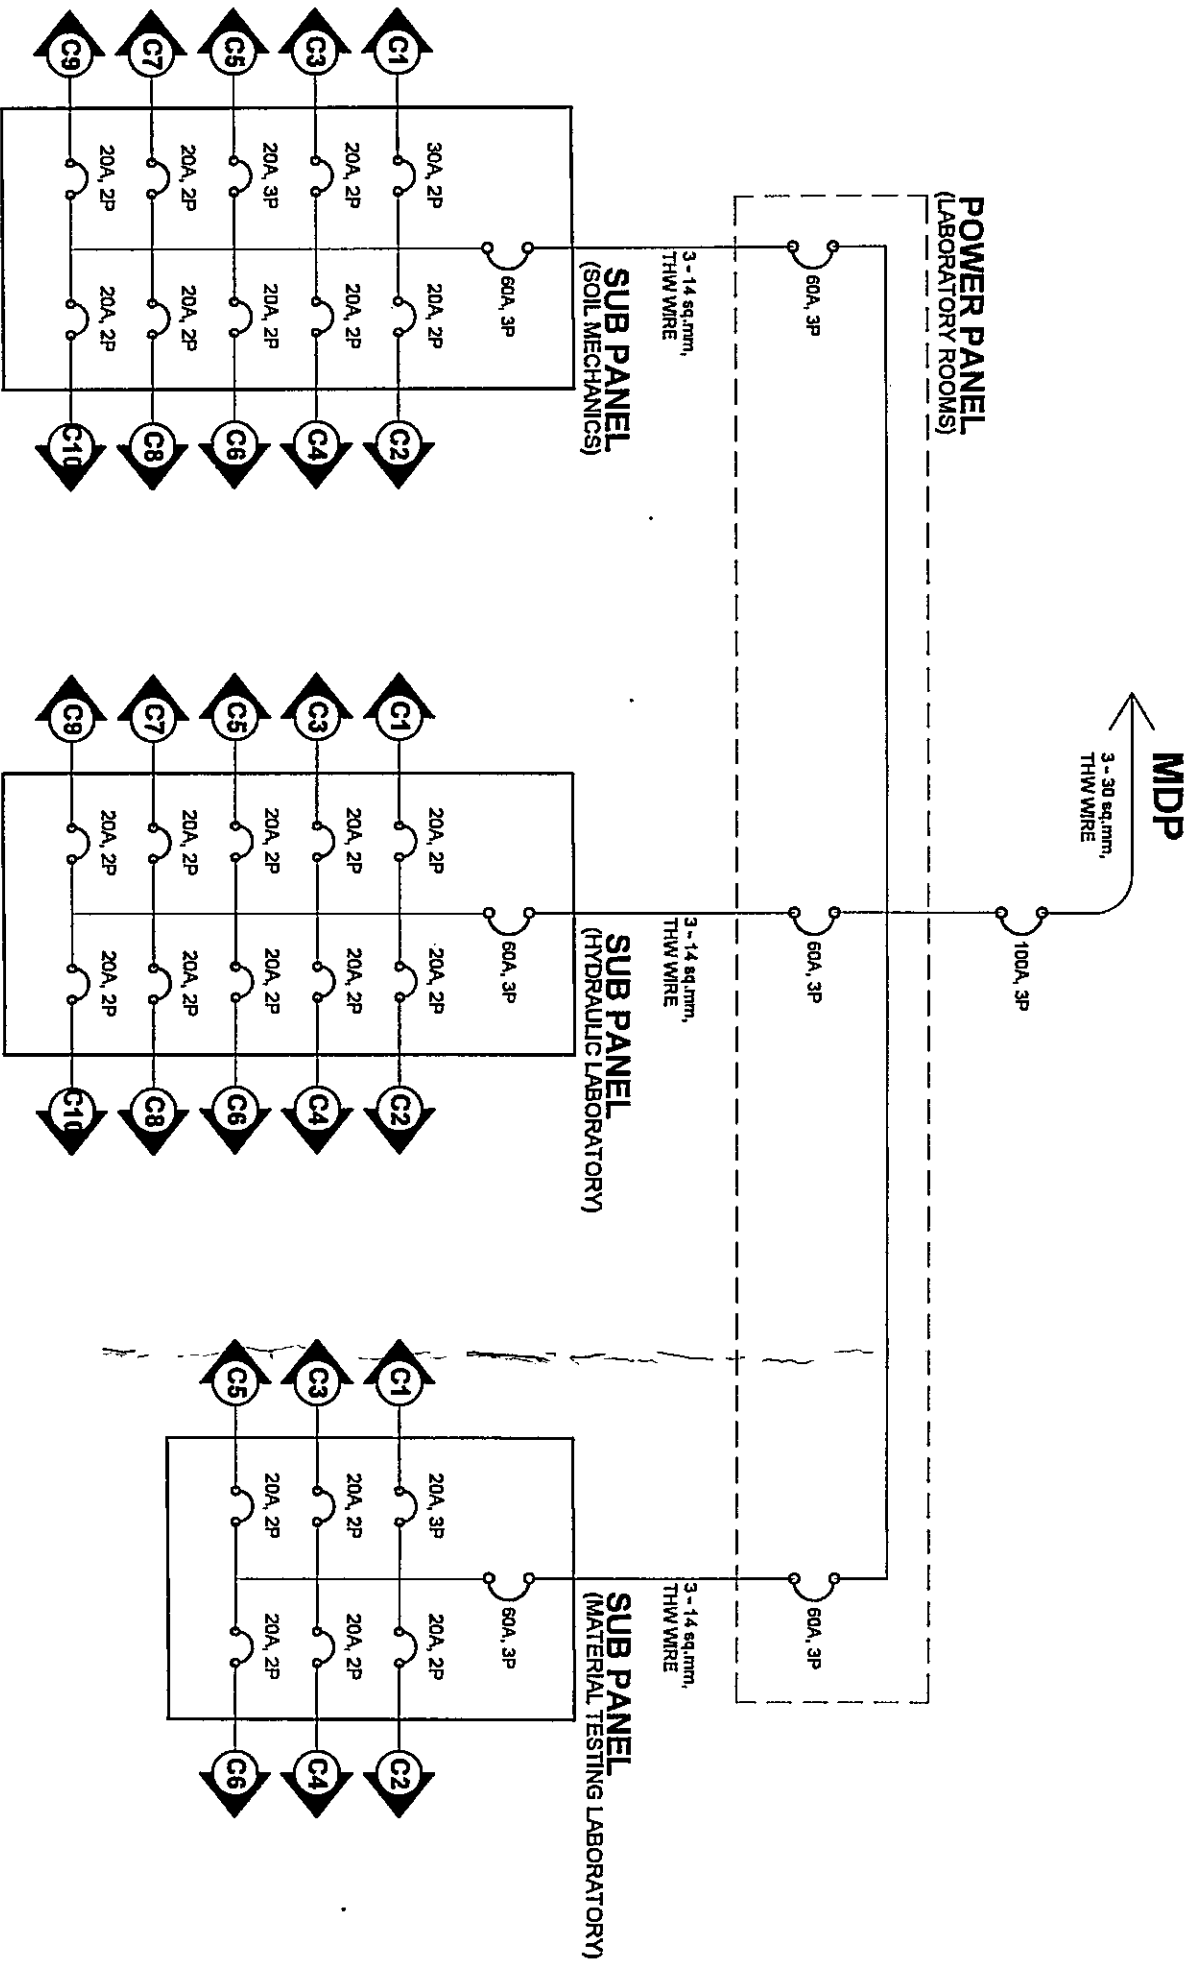 MDP
3 - 30 sq.mm,
THW WIRE
100A, 3P
POWER PANEL
(LABORATORY ROOMS)
60A, 3P
60A, 3P
60A, 3P
3 - 14 sq.mm,
THW WIRE
3 - 14 sq.mm,
THW WIRE
3 - 14 sq.mm,
THW WIRE
SUB PANEL
(SOIL MECHANICS)
60A, 3P
C1
30A, 2P
20A, 2P
C2
C3
20A, 2P
20A, 2P
C4
C5
20A, 3P
20A, 2P
C6
C7
20A, 2P
20A, 2P
C8
C9
20A, 2P
20A, 2P
C10
SUB PANEL
(HYDRAULIC LABORATORY)
60A, 3P
C1
20A, 2P
20A, 2P
C2
C3
20A, 2P
20A, 2P
C4
C5
20A, 2P
20A, 2P
C6
C7
20A, 2P
20A, 2P
C8
C9
20A, 2P
20A, 2P
C10
SUB PANEL
(MATERIAL TESTING LABORATORY)
60A, 3P
C1
20A, 3P
20A, 2P
C2
C3
20A, 2P
20A, 2P
C4
C5
20A, 2P
20A, 2P
C6